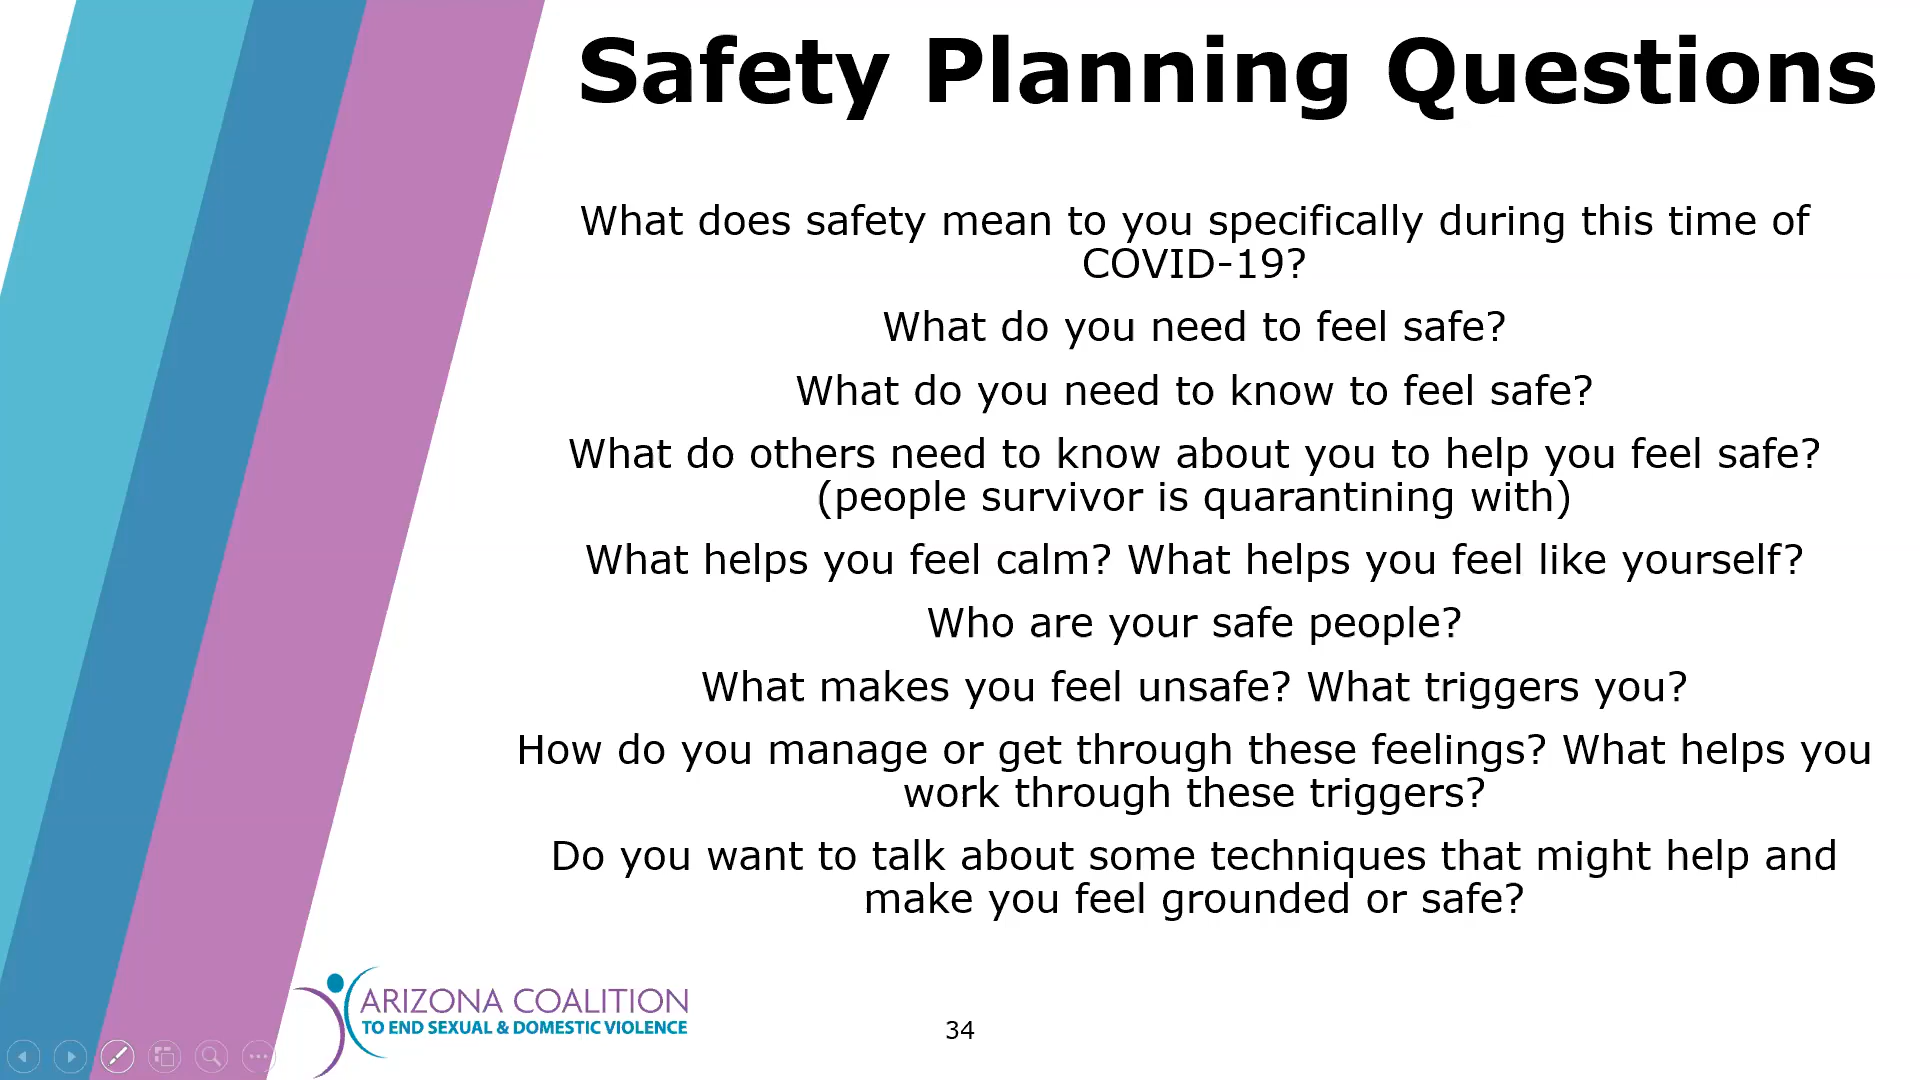 Safety Planning Questions
What does safety mean to you specifically during this time of
COVID-19?
What do you need to feel safe?
What do you need to know to feel safe?
What do others need to know about you to help you feel safe?
(people survivor is quarantining with)
What helps you feel calm? What helps you feel like yourself?
Who are your safe people?
What makes you feel unsafe? What triggers you?
How do you manage or get through these feelings? What helps you
work through these triggers?
Do you want to talk about some techniques that might help and
make you feel grounded or safe?
ARIZONA COALITION
TO END SEXUAL & DOMESTIC VIOLENCE
34